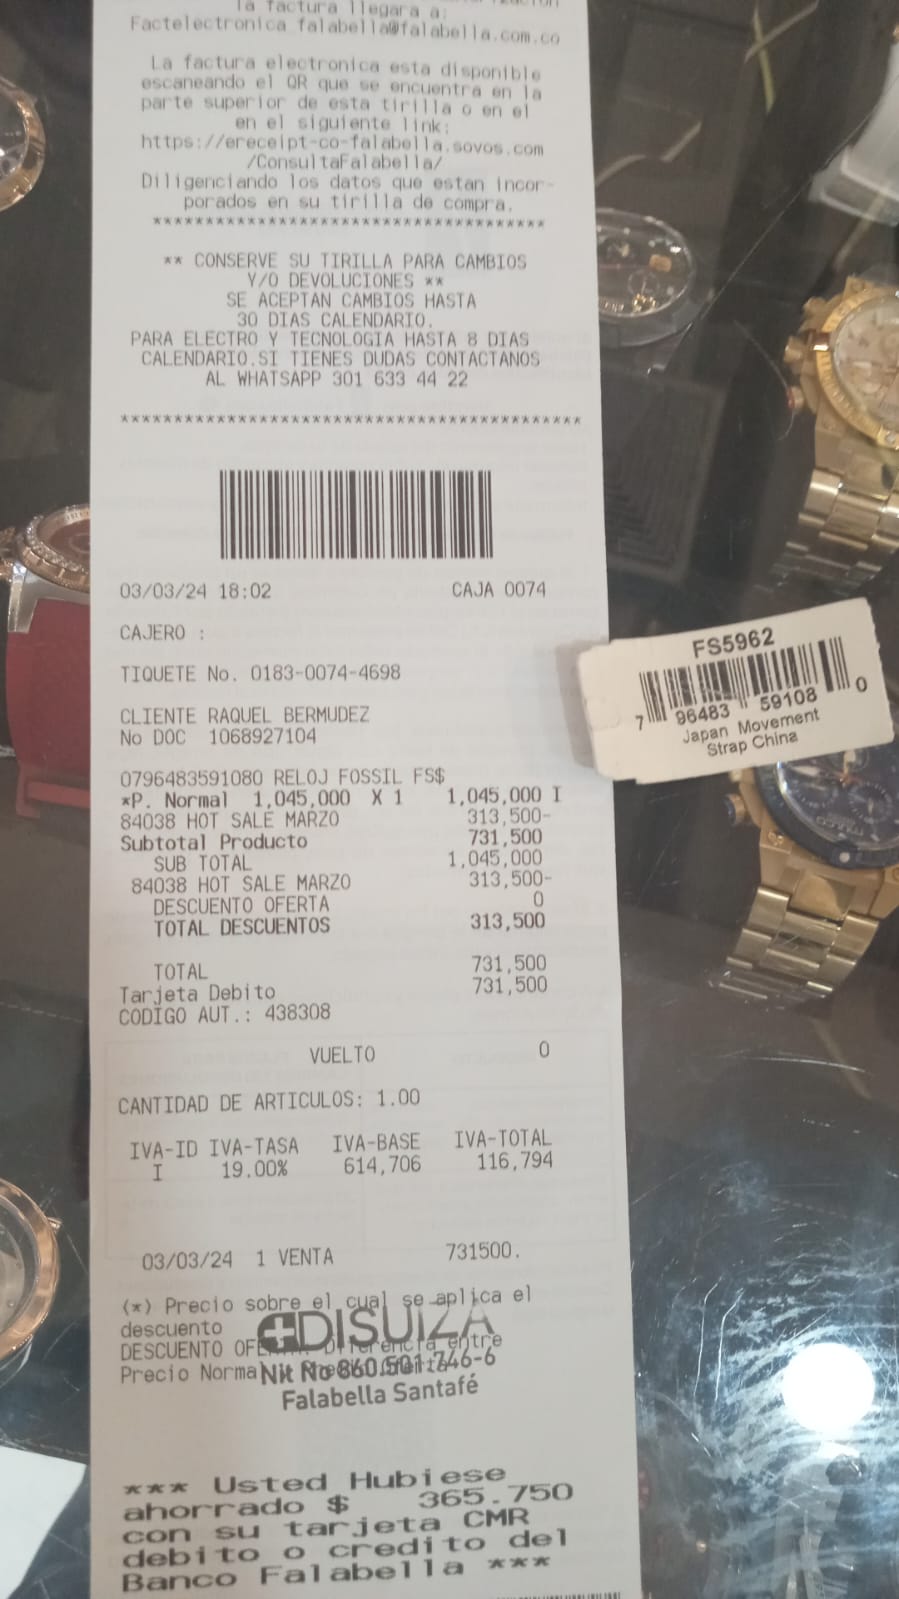 la factura llegara a:
Factelectronica_falabella@falabella.com.co
La factura electronica esta disponible
escaneando el QR que se encuentra en la
parte superior de esta tirilla o en el
en el siguiente link:
https://ereceipt-co-falabella.sovos.com
/ConsultaFalabella/
Diligenciando los datos que estan incor-
porados en su tirilla de compra.
**************************************
** CONSERVE SU TIRILLA PARA CAMBIOS
Y/O DEVOLUCIONES **
SE ACEPTAN CAMBIOS HASTA
30 DIAS CALENDARIO.
PARA ELECTRO Y TECNOLOGIA HASTA 8 DIAS
CALENDARIO.SI TIENES DUDAS CONTACTANOS
AL WHATSAPP 301 633 44 22
******************************************
03/03/24 18:02 CAJA 0074
CAJERO :
TIQUETE No. 0183-0074-4698
CLIENTE RAQUEL BERMUDEZ
No DOC 1068927104
0796483591080 RELOJ FOSSIL FS$
*P. Normal 1,045,000 X 1 1,045,000 I
84038 HOT SALE MARZO 313,500-
Subtotal Producto 731,500
SUB TOTAL 1,045,000
84038 HOT SALE MARZO 313,500-
DESCUENTO OFERTA 0
TOTAL DESCUENTOS 313,500
TOTAL 731,500
Tarjeta Debito 731,500
CODIGO AUT.: 438308
VUELTO 0
CANTIDAD DE ARTICULOS: 1.00
IVA-ID IVA-TASA IVA-BASE IVA-TOTAL
I 19.00% 614,706 116,794
03/03/24 1 VENTA 731500.
(*) Precio sobre el cual se aplica el
descuento
DISUIZA
DESCUENTO Diferencia entre
Precio
Nit No 860.501.746-6
Falabella Santafé
*** Usted Hubiese
ahorrado $ 365.750
con su tarjeta CMR
debito o credito del
Banco Falabella ***
FS5962
7 96483 59108 0
Japan Movement
Strap China